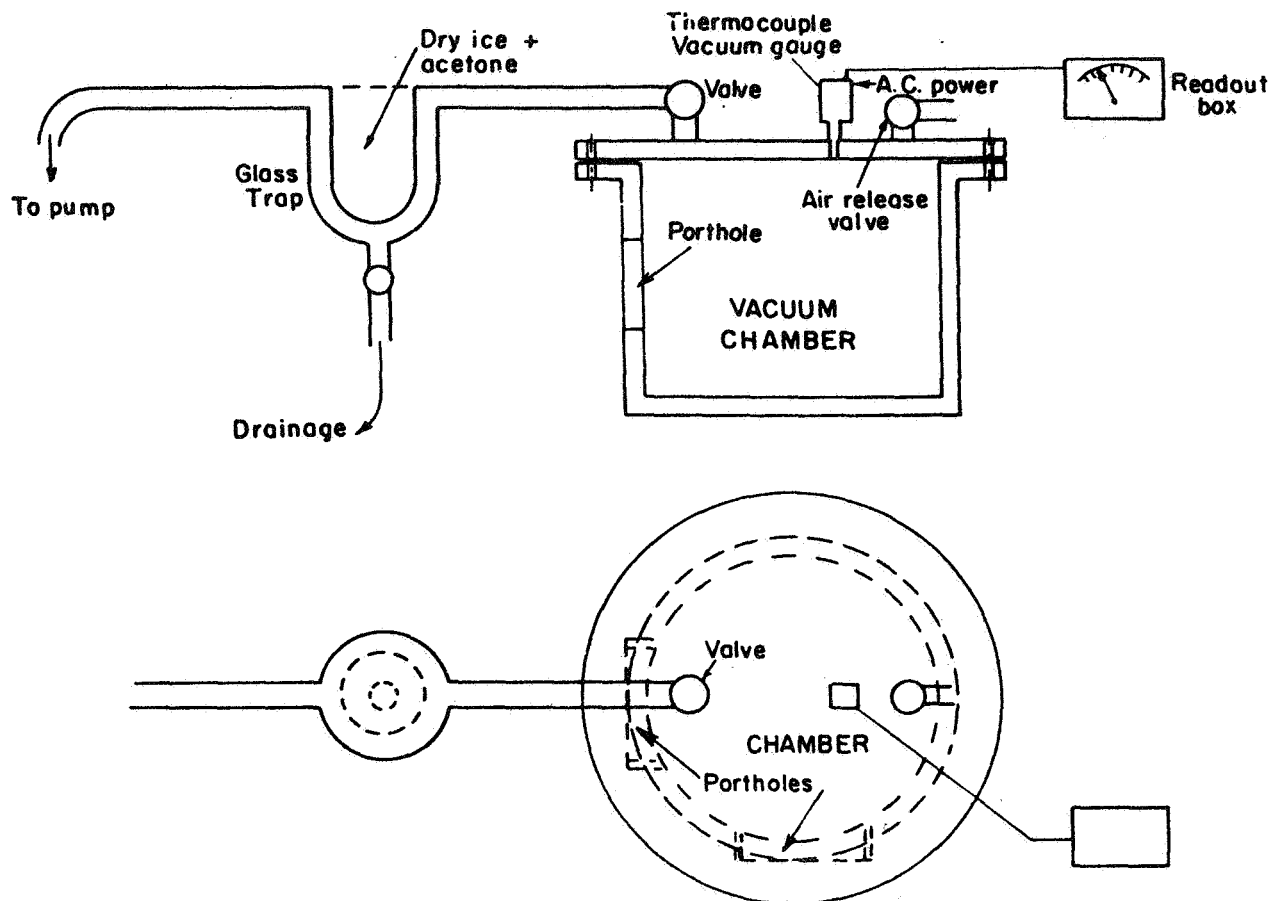 Dry ice +
acetone
Thermocouple
Vacuum gauge
Valve
A.C. power
Readout
box
To pump
Glass
Trap
Air release
valve
Porthole
VACUUM
CHAMBER
Drainage
Valve
CHAMBER
Portholes